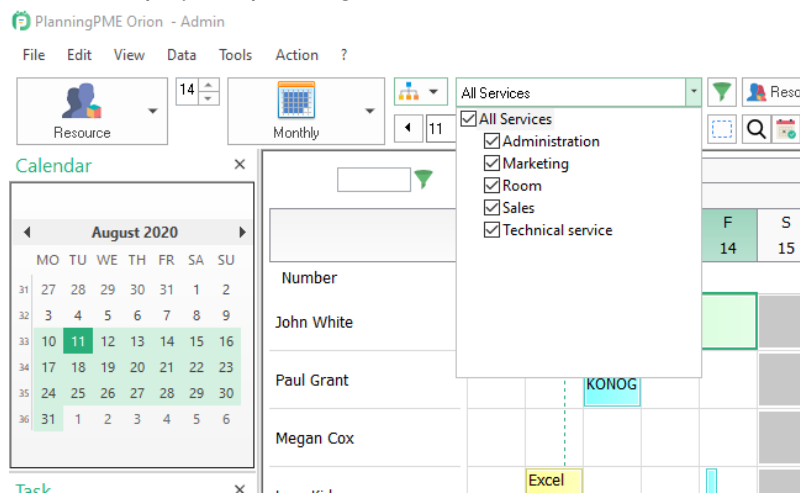 PlanningPME Orion - Admin
File Edit View Data Tools Action ?
14
All Services
Resource
Monthly
11
All Services
Administration
Marketing
Room
Sales
Technical service
Calendar
August 2020
MO TU WE TH FR SA SU
31 27 28 29 30 31 1 2
32 3 4 5 6 7 8 9
33 10 11 12 13 14 15 16
34 17 18 19 20 21 22 23
35 24 25 26 27 28 29 30
36 31 1 2 3 4 5 6
F S
14 15
Number
John White
Paul Grant
KONOG
Megan Cox
Excel
Task